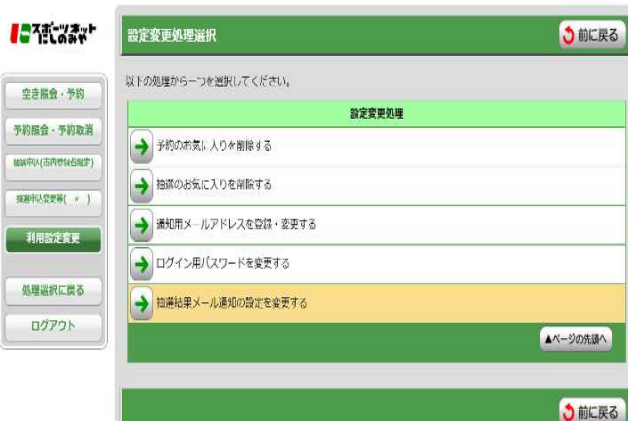 スポーツネット
にしのみや
設定変更処理選択
前に戻る
以下の処理から一つを選択してください。
空き照会・予約
予約照会・予約取消
利用設定変更
処理選択に戻る
ログアウト
設定変更処理
予約のお気に入りを削除する
抽選のお気に入りを削除する
通知用メールアドレスを登録・変更する
ログイン用パスワードを変更する
抽選結果メール通知の設定を変更する
▲ページの先頭へ
前に戻る